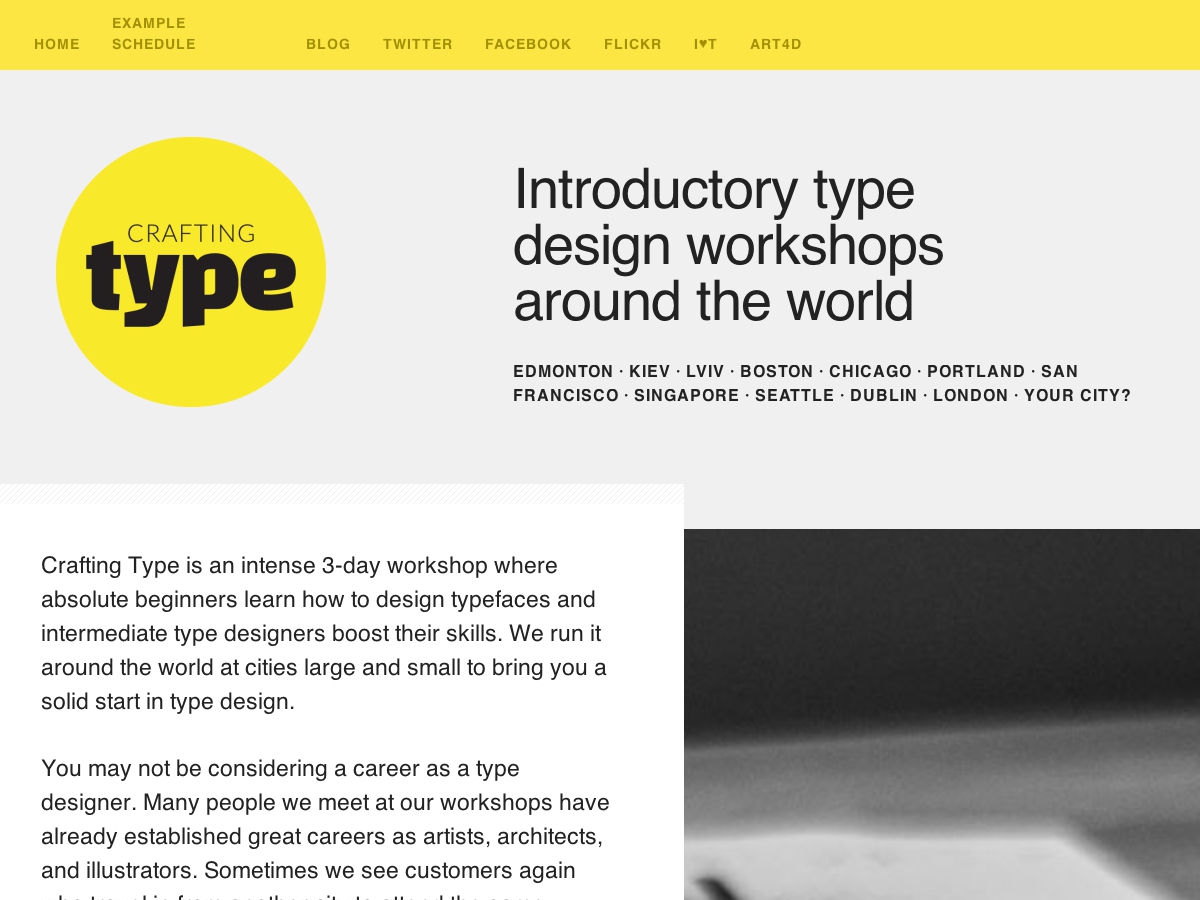 HOME
EXAMPLE
SCHEDULE
BLOG
TWITTER
FACEBOOK
FLICKR
I♥T
ART4D
CRAFTING
type
Introductory type
design workshops
around the world
EDMONTON · KIEV · LVIV · BOSTON · CHICAGO · PORTLAND · SAN
FRANCISCO · SINGAPORE · SEATTLE · DUBLIN · LONDON · YOUR CITY?
Crafting Type is an intense 3-day workshop where
absolute beginners learn how to design typefaces and
intermediate type designers boost their skills. We run it
around the world at cities large and small to bring you a
solid start in type design.
You may not be considering a career as a type
designer. Many people we meet at our workshops have
already established great careers as artists, architects,
and illustrators. Sometimes we see customers again